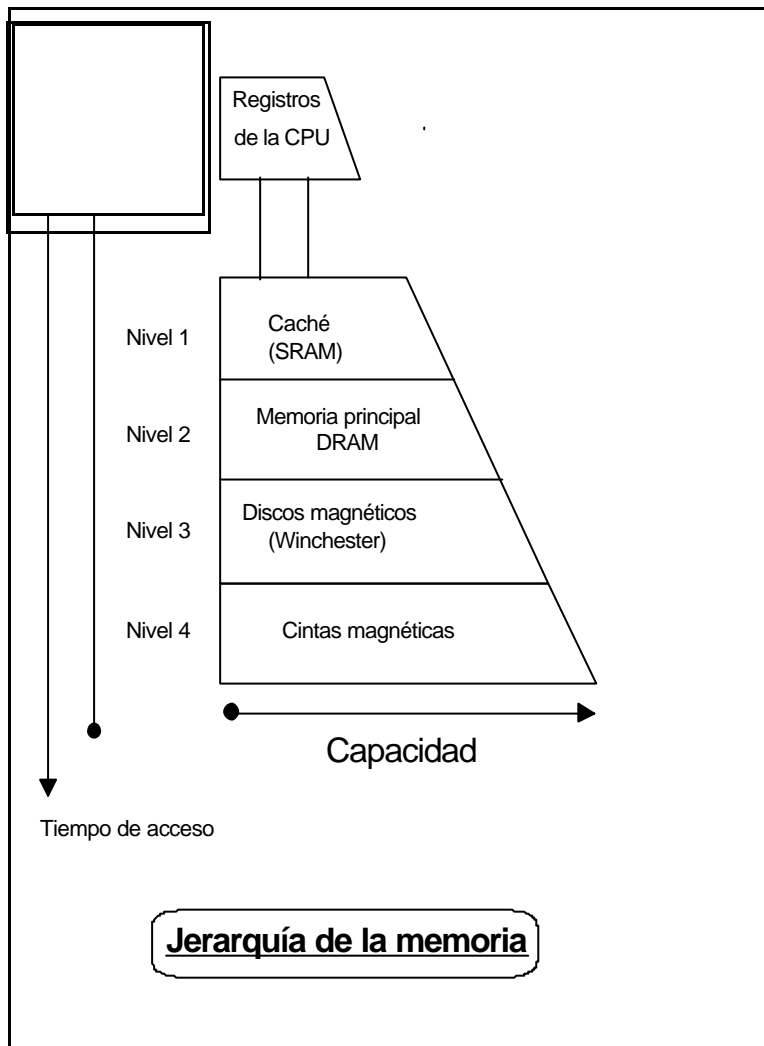 Registros
de la CPU
Nivel 1
Caché
(SRAM)
Nivel 2
Memoria principal
DRAM
Nivel 3
Discos magnéticos
(Winchester)
Nivel 4
Cintas magnéticas
Capacidad
Tiempo de acceso
Jerarquía de la memoria